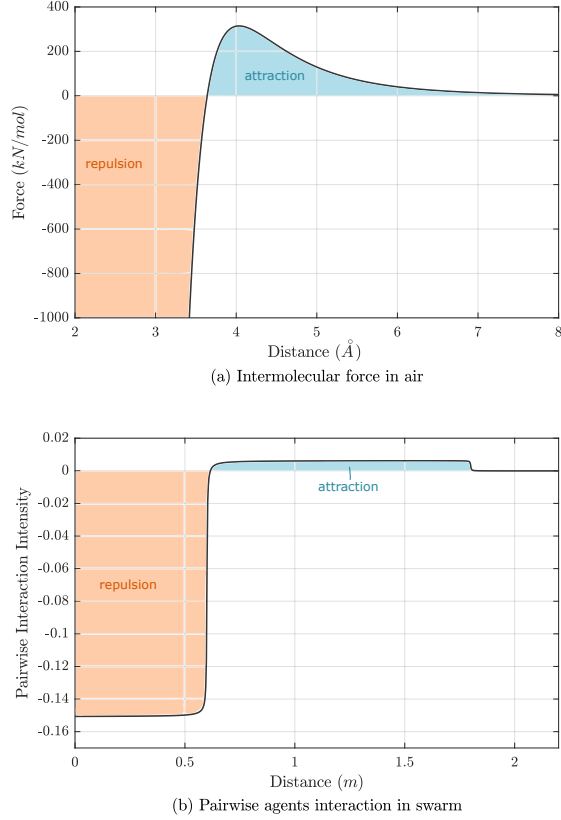 400
200
0
-200
-400
-600
-800
-1000
Force (kN/mol)
attraction
repulsion
2 3 4 5 6 7 8
Distance (Å)
(a) Intermolecular force in air
0.02
0
-0.02
-0.04
-0.06
-0.08
-0.1
-0.12
-0.14
-0.16
Pairwise Interaction Intensity
attraction
repulsion
0 0.5 1 1.5 2
Distance (m)
(b) Pairwise agents interaction in swarm